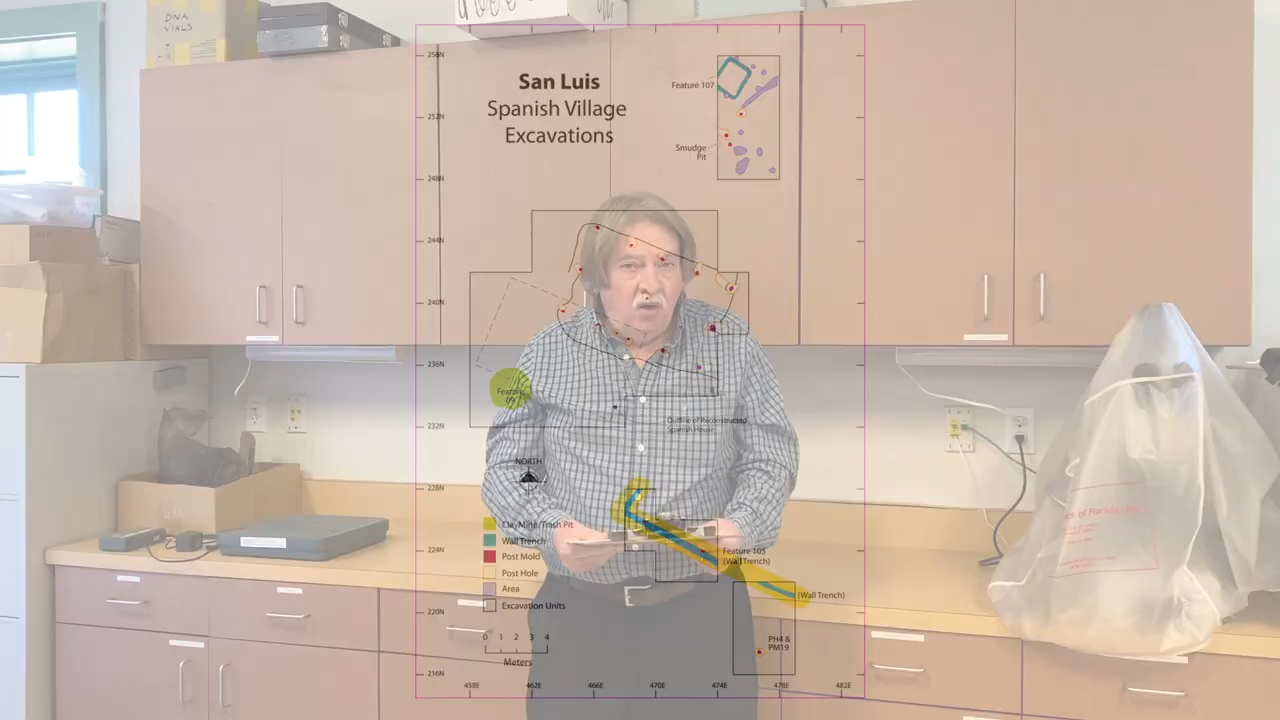 DNA
VIALS
San Luis
Spanish Village
Excavations
Feature 107
Smudge
Pit
256N
252N
248N
244N
240N
236N
232N
228N
224N
220N
216N
Feature
89
Outline of Reconstructed
Spanish House
NORTH
Clay Mine/Trash Pit
Wall Trench
Post Mold
Post Hole
Area
Excavation Units
0 1 2 3 4
Meters
Feature 105
(Wall Trench)
(Wall Trench)
PH4 &
PM19
458E 462E 466E 470E 474E 478E 482E